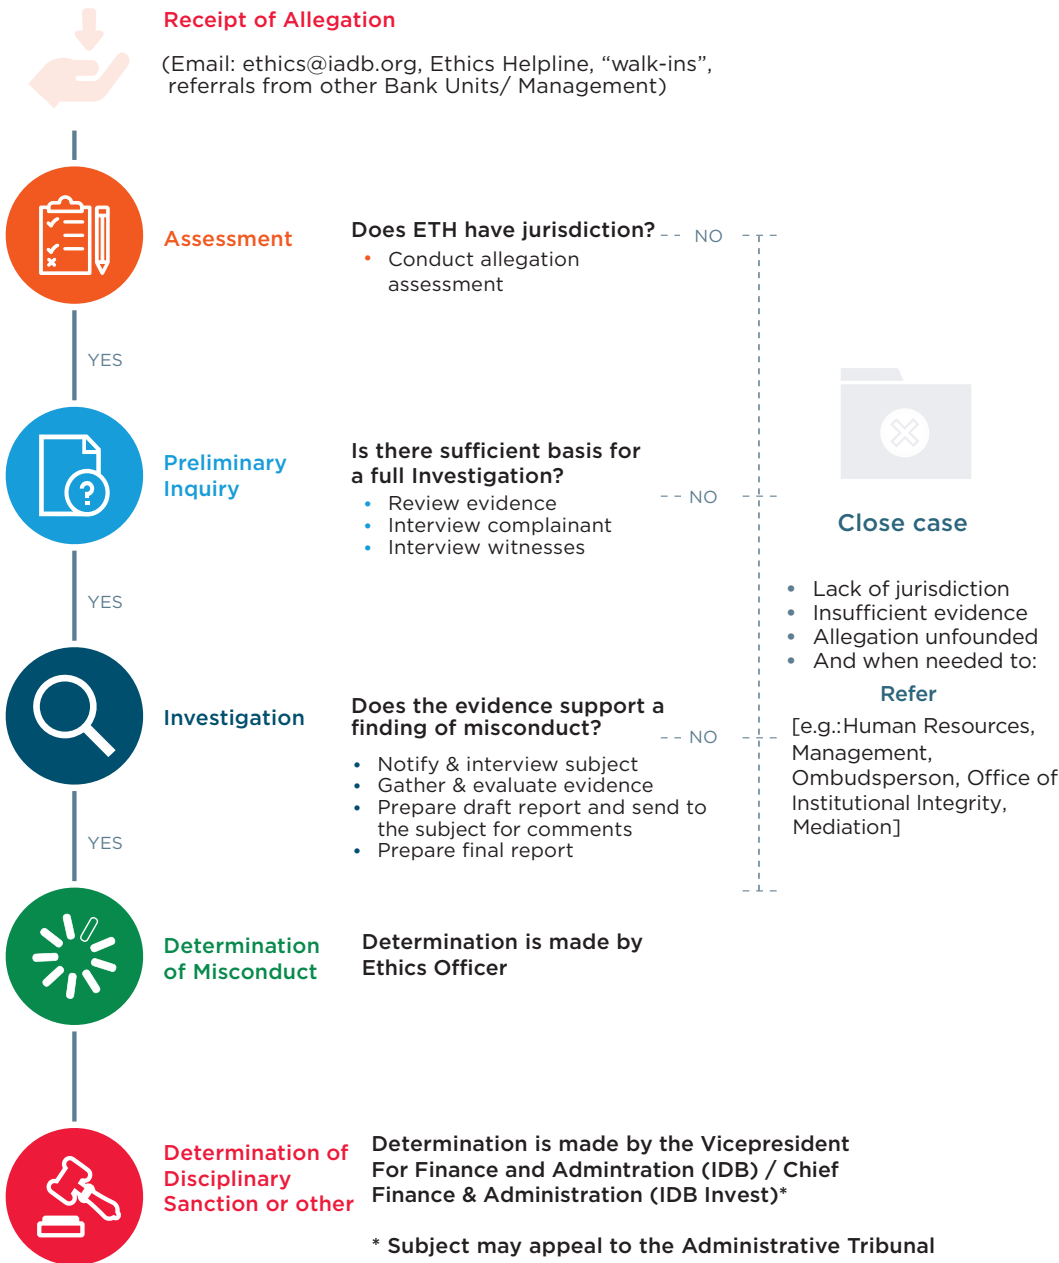 Receipt of Allegation
(Email: ethics@iadb.org, Ethics Helpline, “walk-ins”,
referrals from other Bank Units/ Management)
Assessment
Does ETH have jurisdiction?
• Conduct allegation
assessment
NO
YES
Preliminary
Inquiry
Is there sufficient basis for
a full Investigation?
• Review evidence
• Interview complainant
• Interview witnesses
NO
YES
Investigation
Does the evidence support a
finding of misconduct?
• Notify & interview subject
• Gather & evaluate evidence
• Prepare draft report and send to
the subject for comments
• Prepare final report
NO
YES
Close case
• Lack of jurisdiction
• Insufficient evidence
• Allegation unfounded
• And when needed to:
Refer
[e.g.:Human Resources,
Management,
Ombudsperson, Office of
Institutional Integrity,
Mediation]
Determination
of Misconduct
Determination is made by
Ethics Officer
Determination of
Disciplinary
Sanction or other
Determination is made by the Vicepresident
For Finance and Admintration (IDB) / Chief
Finance & Administration (IDB Invest)*
* Subject may appeal to the Administrative Tribunal